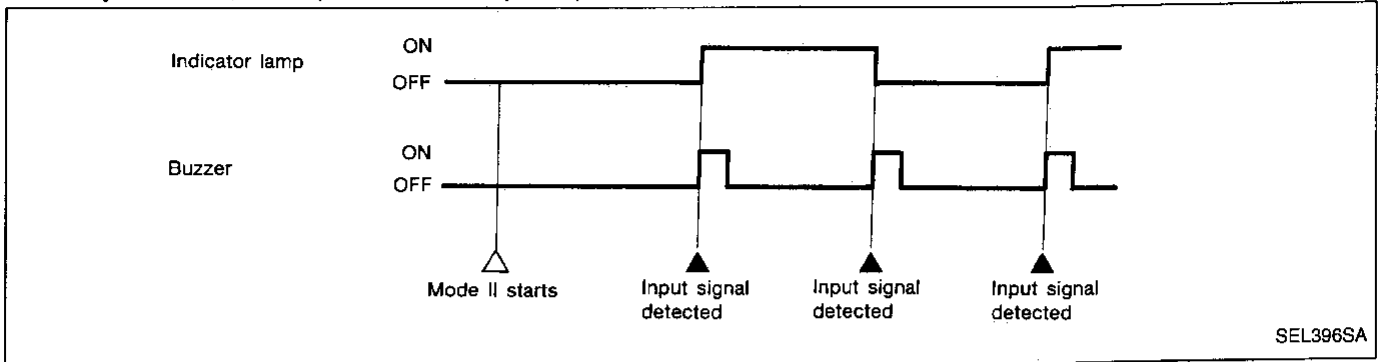 Indicator lamp
ON
OFF
Buzzer
ON
OFF
Mode II starts
Input signal
detected
Input signal
detected
Input signal
detected
SEL396SA